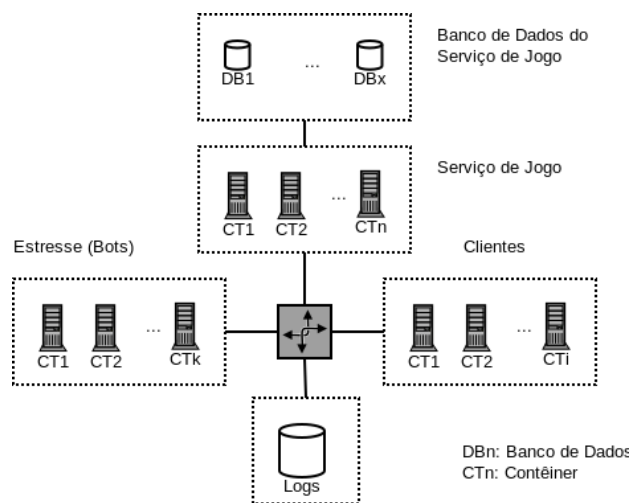 Banco de Dados do
Serviço de Jogo
DB1
...
DBx
Serviço de Jogo
CT1
CT2
...
CTn
Estresse (Bots)
Clientes
CT1
CT2
...
CTk
CT1
CT2
...
CTi
Logs
DBn: Banco de Dados
CTn: Contêiner